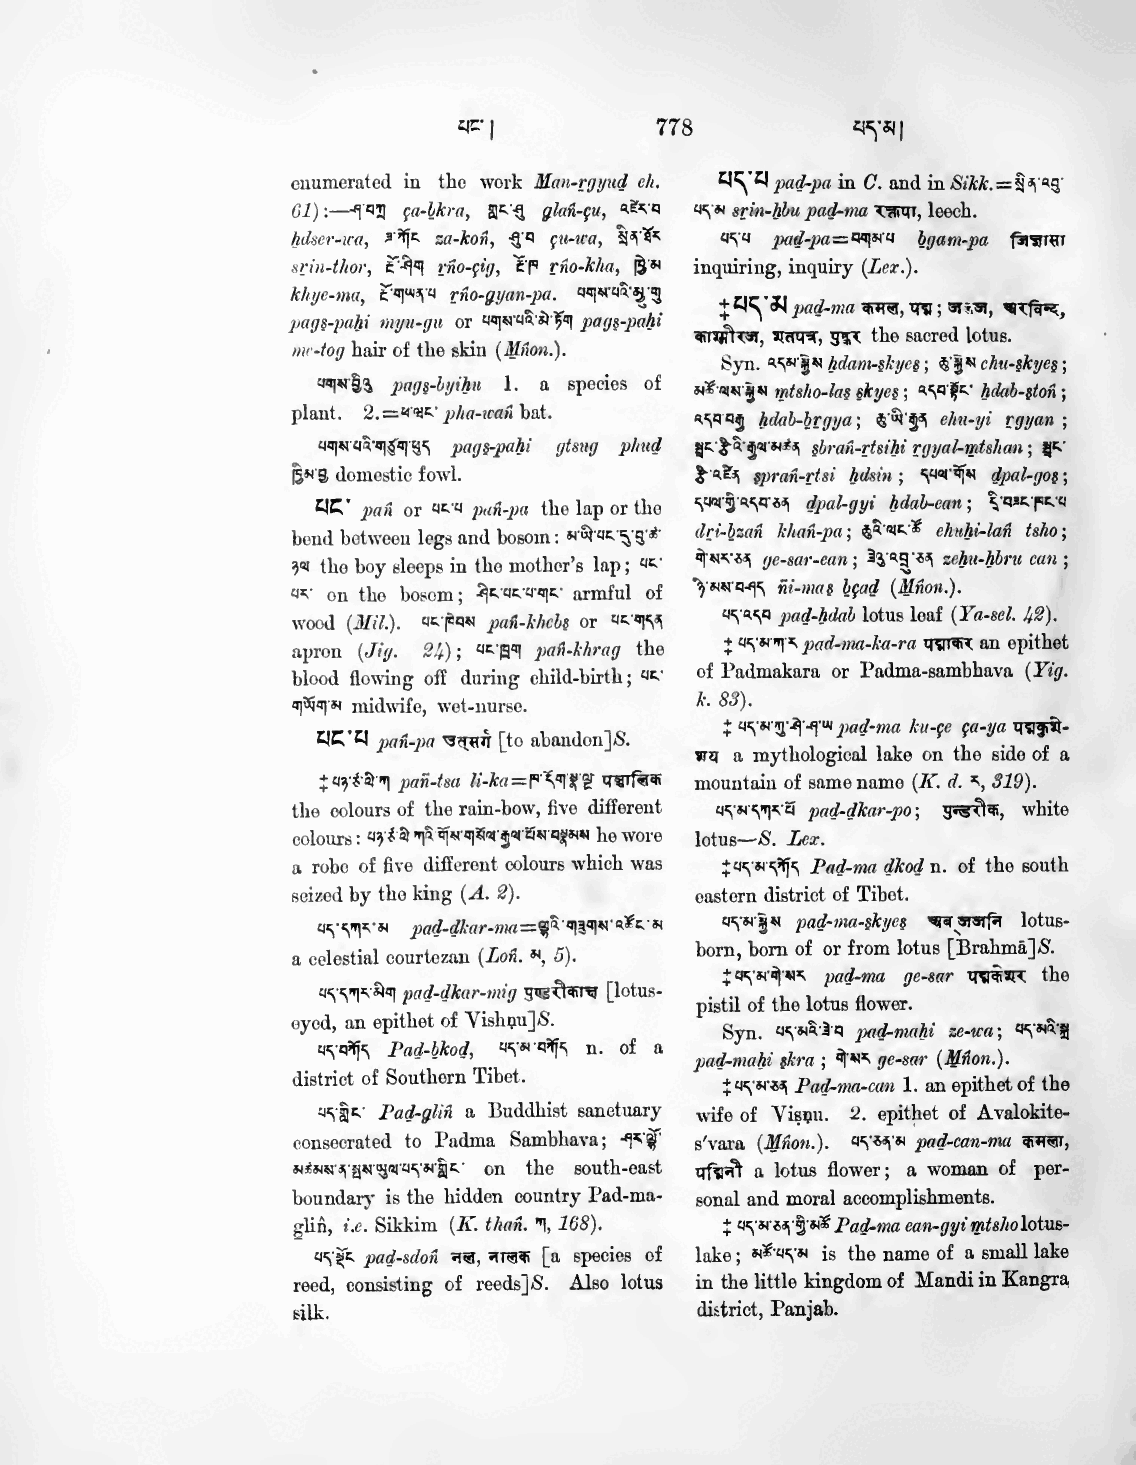 པང་། 778 པད་མ།
enumerated in the work Man-rgyud ch.
61):—ཤ་བཀྲ ça-bkra, གླང་ཤུ glañ-çu, འཛེར་བ
hdser-wa, ཟ་ཀོང za-koñ, ཤུ་བ çu-wa, སྲིན་ཐོར
srin-thor, རྔོ་ཤིག rño-çig, རྔོ་ཁ rño-kha, ཁྱེ་མ
khye-ma, རྔོ་གཡན་པ rño-gyan-pa. པགས་པའི་མྱུ་གུ
pags-pahi myu-gu or པགས་པའི་མེ་ཏོག pags-pahi
me-tog hair of the skin (Mñon.).
པགས་བྱིའུ pags-byihu 1. a species of
plant. 2.=ཕ་ཝང་ pha-wañ bat.
པགས་པའི་གཙུག་ཕུད pags-pahi gtsug phud
ཁྱིམ་བྱ domestic fowl.
པང་ pañ or པང་པ pañ-pa the lap or the
bend between legs and bosom: མ་ཡི་པང་དུ་བུ་ཚ་
ཉལ the boy sleeps in the mother's lap; པང་
པར་ on the bosom; ཤིང་པང་པ་གང་ armful of
wood (Mil.). པང་ཁེབས pañ-khebs or པང་གདན
apron (Jig. 24); པང་ཁྲག pañ-khrag the
blood flowing off during child-birth; པང་
གཡོག་མ midwife, wet-nurse.
པང་པ pañ-pa उत्सर्ग [to abandon]S.
‡པཉ་ཙ་ལི་ཀ pañ-tsa li-ka=ཁ་དོག་སྣ་ལྔ पञ्चालिक
the colours of the rain-bow, five different
colours: པཉ་ཙ་ལི་ཀའི་གོས་གསོལ་རྒྱལ་པོས་བསྣམས he wore
a robe of five different colours which was
seized by the king (A. 2).
པད་དཀར་མ pad-dkar-ma=ལྷའི་གཟུགས་འཚོང་མ
a celestial courtezan (Loñ. མ, 5).
པད་དཀར་མིག pad-dkar-mig पुण्डरीकाक्ष [lotus-
eyed, an epithet of Vishṇu]S.
པད་བཀོད Pad-bkod, པད་མ་བཀོད n. of a
district of Southern Tibet.
པད་གླིང་ Pad-gliñ a Buddhist sanctuary
consecrated to Padma Sambhava; ཤར་ལྷོ་
མཚམས་ན་སྦས་ཡུལ་པད་མ་གླིང་ on the south-east
boundary is the hidden country Pad-ma-
gliñ, i.e. Sikkim (K. thañ. ཀ, 168).
པད་སྡོང pad-sdoñ नल, नालक [a species of
reed, consisting of reeds]S. Also lotus
silk.
པད་པ pad-pa in C. and in Sikk.=སྲིན་འབུ་
པད་མ srin-hbu pad-ma रक्तपा, leech.
པད་པ pad-pa=བགམ་པ bgam-pa जिज्ञासा
inquiring, inquiry (Lex.).
‡པད་མ pad-ma कमल, पद्म; जलज, अरविन्द,
काश्मीरज, शतपत्र, पुष्कर the sacred lotus.
Syn. འདམ་སྐྱེས hdam-skyes; ཆུ་སྐྱེས chu-skyes;
མཚོ་ལས་སྐྱེས mtsho-las skyes; འདབ་སྟོང་ hdab-stoñ;
འདབ་བརྒྱ hdab-brgya; ཆུ་ཡི་རྒྱན chu-yi rgyan;
སྦྲང་རྩིའི་རྒྱལ་མཚན sbrañ-rtsihi rgyal-mtshan; སྦྲང་
རྩི་འཛིན sprañ-rtsi hdsin; དཔལ་གོས dpal-gos;
དཔལ་གྱི་འདབ་ཅན dpal-gyi hdab-can; དྲི་བཟང་ཁང་པ
dri-bzañ khañ-pa; ཆུའི་ལང་ཚོ chuhi-lañ tsho;
གེ་སར་ཅན ge-sar-can; ཟེའུ་འབྲུ་ཅན zehu-hbru can;
ཉི་མས་བཤད ñi-mas bçad (Mñon.).
པད་འདབ pad-hdab lotus leaf (Ya-sel. 42).
‡ པད་མ་ཀ་ར pad-ma-ka-ra पद्माकर an epithet
of Padmakara or Padma-sambhava (Yig.
k. 83).
‡ པད་མ་ཀུ་ཤེ་ཤ་ཡ pad-ma ku-çe ça-ya पद्मकुशे-
शय a mythological lake on the side of a
mountain of same name (K. d. ར, 319).
པད་མ་དཀར་པོ pad-dkar-po; पुन्डरीक, white
lotus—S. Lex.
‡པད་མ་དཀོད Pad-ma dkod n. of the south
eastern district of Tibet.
པད་མ་སྐྱེས pad-ma-skyes अब्जजनि lotus-
born, born of or from lotus [Brahmā]S.
‡པད་མ་གེ་སར pad-ma ge-sar पद्मकेशर the
pistil of the lotus flower.
Syn. པད་མའི་ཟེ་བ pad-mahi ze-wa; པད་མའི་སྐྲ
pad-mahi skra; གེ་སར ge-sar (Mñon.).
‡པད་མ་ཅན Pad-ma-can 1. an epithet of the
wife of Viṣṇu. 2. epithet of Avalokite-
s'vara (Mñon.). པད་ཅན་མ pad-can-ma कमला,
पद्मिनी a lotus flower; a woman of per-
sonal and moral accomplishments.
‡ པད་མ་ཅན་གྱི་མཚོ Pad-ma can-gyi mtsho lotus-
lake; མཚོ་པད་མ is the name of a small lake
in the little kingdom of Mandi in Kangra
district, Panjab.